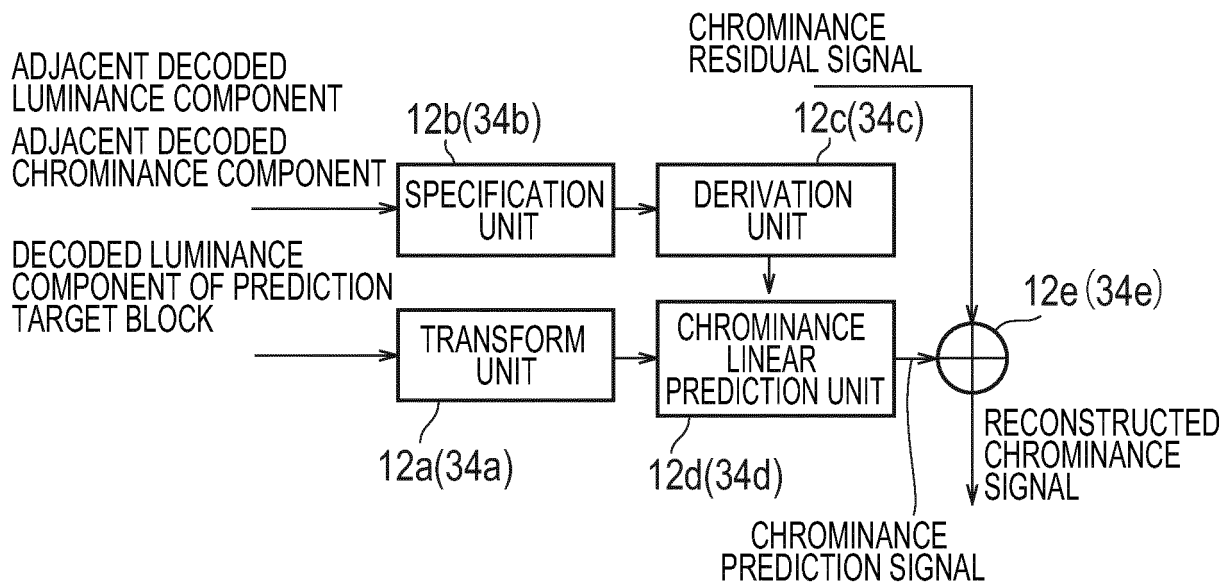 CHROMINANCE
RESIDUAL SIGNAL
ADJACENT DECODED
LUMINANCE COMPONENT
ADJACENT DECODED
CHROMINANCE COMPONENT
12b(34b)
12c(34c)
SPECIFICATION
UNIT
DERIVATION
UNIT
DECODED LUMINANCE
COMPONENT OF PREDICTION
TARGET BLOCK
12e(34e)
TRANSFORM
UNIT
CHROMINANCE
LINEAR
PREDICTION UNIT
12a(34a)
12d(34d)
RECONSTRUCTED
CHROMINANCE
SIGNAL
CHROMINANCE
PREDICTION SIGNAL